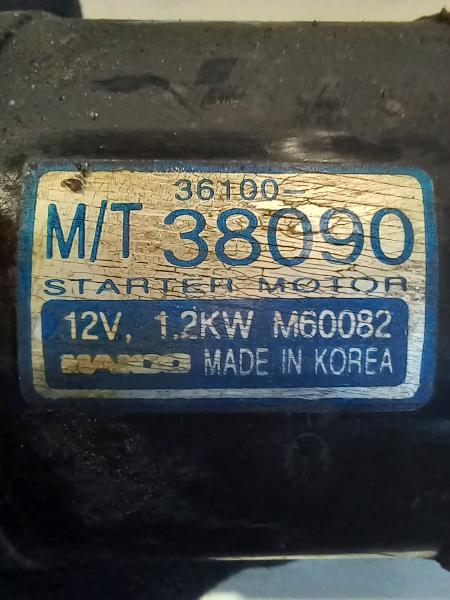 36100-
M/T 38090
STARTER MOTOR
12V, 1.2KW M60082
MANDO MADE IN KOREA